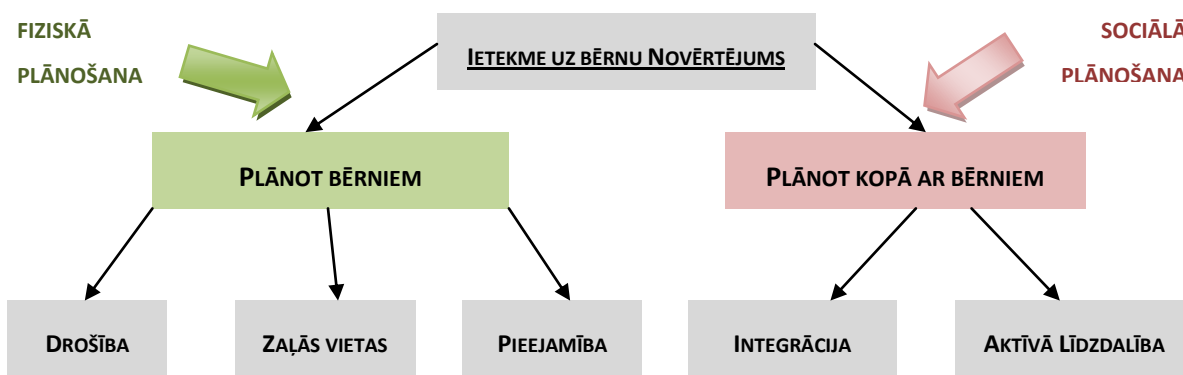 FIZISKĀ
PLĀNOŠANA
IETEKME UZ BĒRNU NOVĒRTĒJUMS
SOCIĀLĀ
PLĀNOŠANA
PLĀNOT BĒRNIEM
PLĀNOT KOPĀ AR BĒRNIEM
DROŠĪBA
ZAĻĀS VIETAS
PIEEJAMĪBA
INTEGRĀCIJA
AKTĪVĀ LĪDZDALĪBA